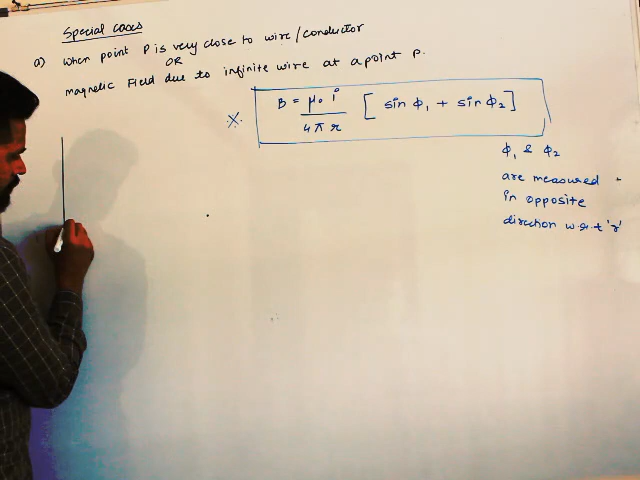 Special cases
a) When point P is very close to wire/conductor
OR
magnetic Field due to infinite wire at a point P.
B = μ₀ i / 4πr [ sin ϕ₁ + sin ϕ₂ ]
ϕ₁ & ϕ₂
are measured
in opposite
direction w.r.t 'r'